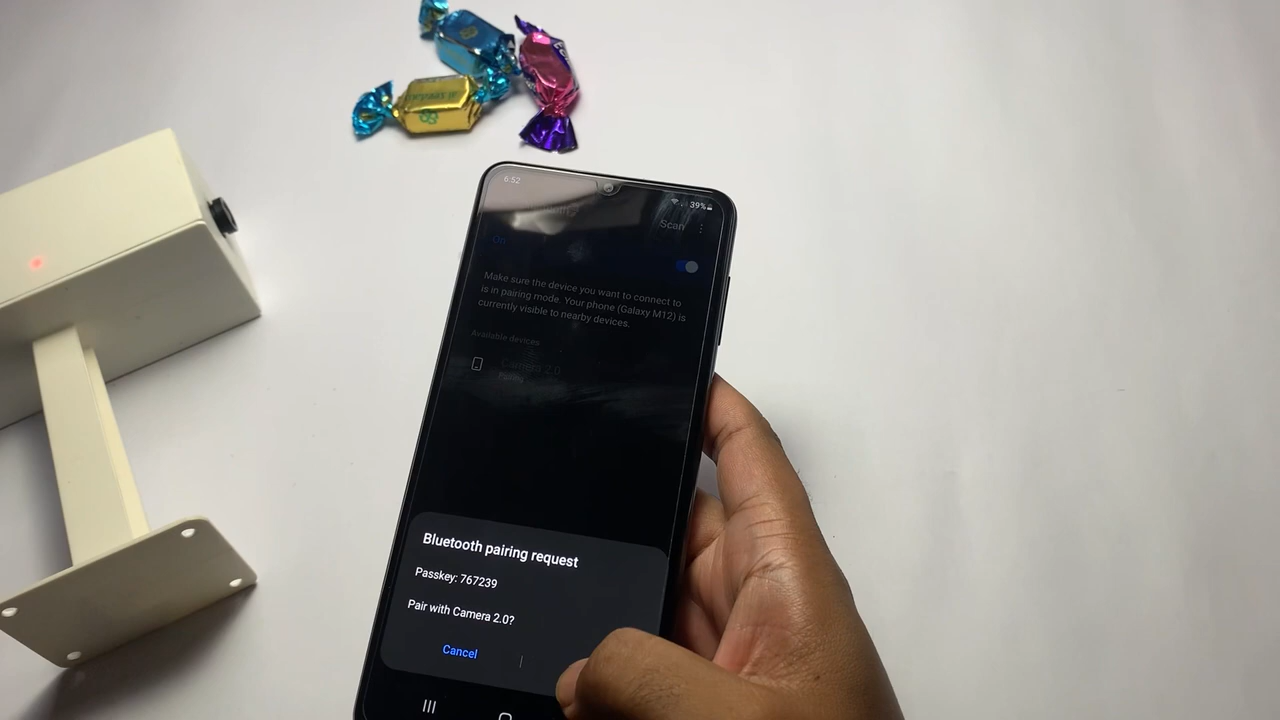 6:52
39%
Scan
On
Make sure the device you want to connect to
is in pairing mode. Your phone (Galaxy M12) is
currently visible to nearby devices.
Available devices
Camera 2.0
Bluetooth pairing request
Passkey: 767239
Pair with Camera 2.0?
Cancel